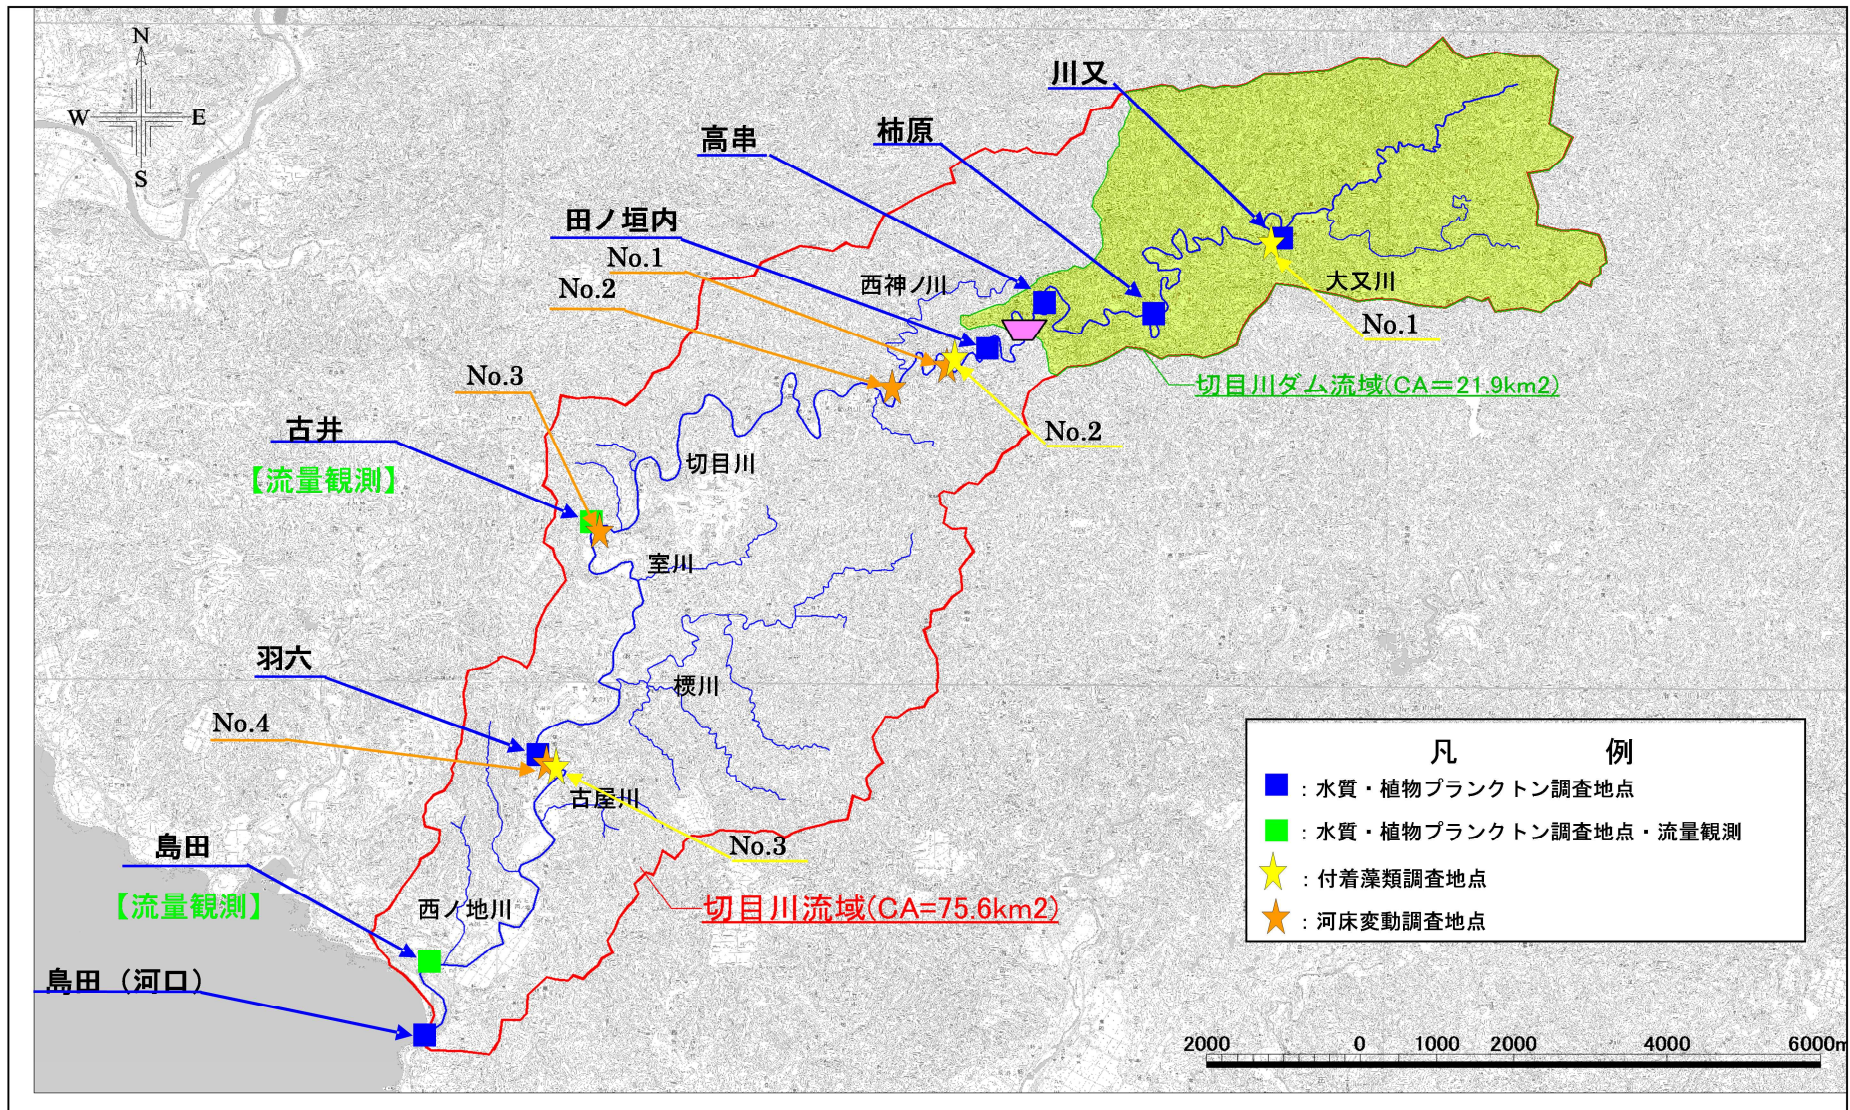 N
W E
S
川又
高串
柿原
田ノ垣内
No.1
No.2
西神ノ川
大又川
No.1
No.3
切目川ダム流域(CA=21.9km2)
古井
No.2
【流量観測】
切目川
室川
羽六
No.4
古屋川
島田
No.3
【流量観測】
西ノ地川
切目川流域(CA=75.6km2)
島田（河口）
凡 例
：水質・植物プランクトン調査地点
：水質・植物プランクトン調査地点・流量観測
：付着藻類調査地点
：河床変動調査地点
2000 0 1000 2000 4000 6000m